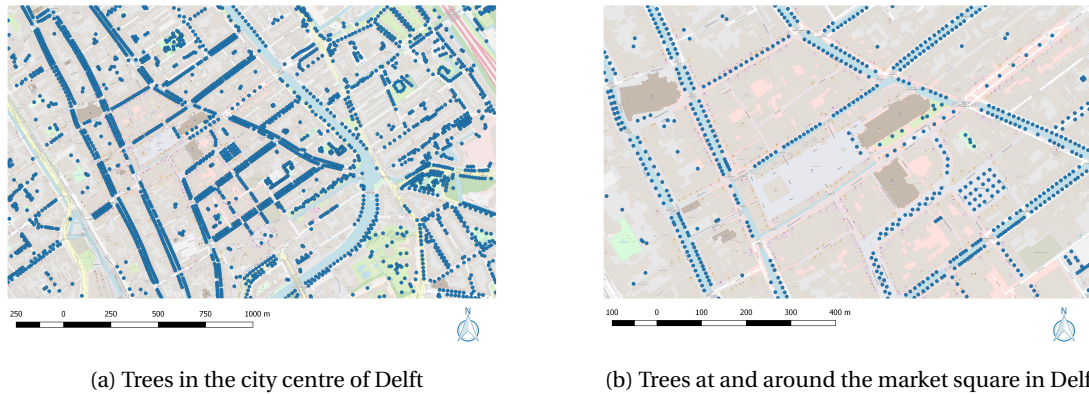 250 0 250 500 750 1000 m
N
(a) Trees in the city centre of Delft
100 0 100 200 300 400 m
N
(b) Trees at and around the market square in Delf